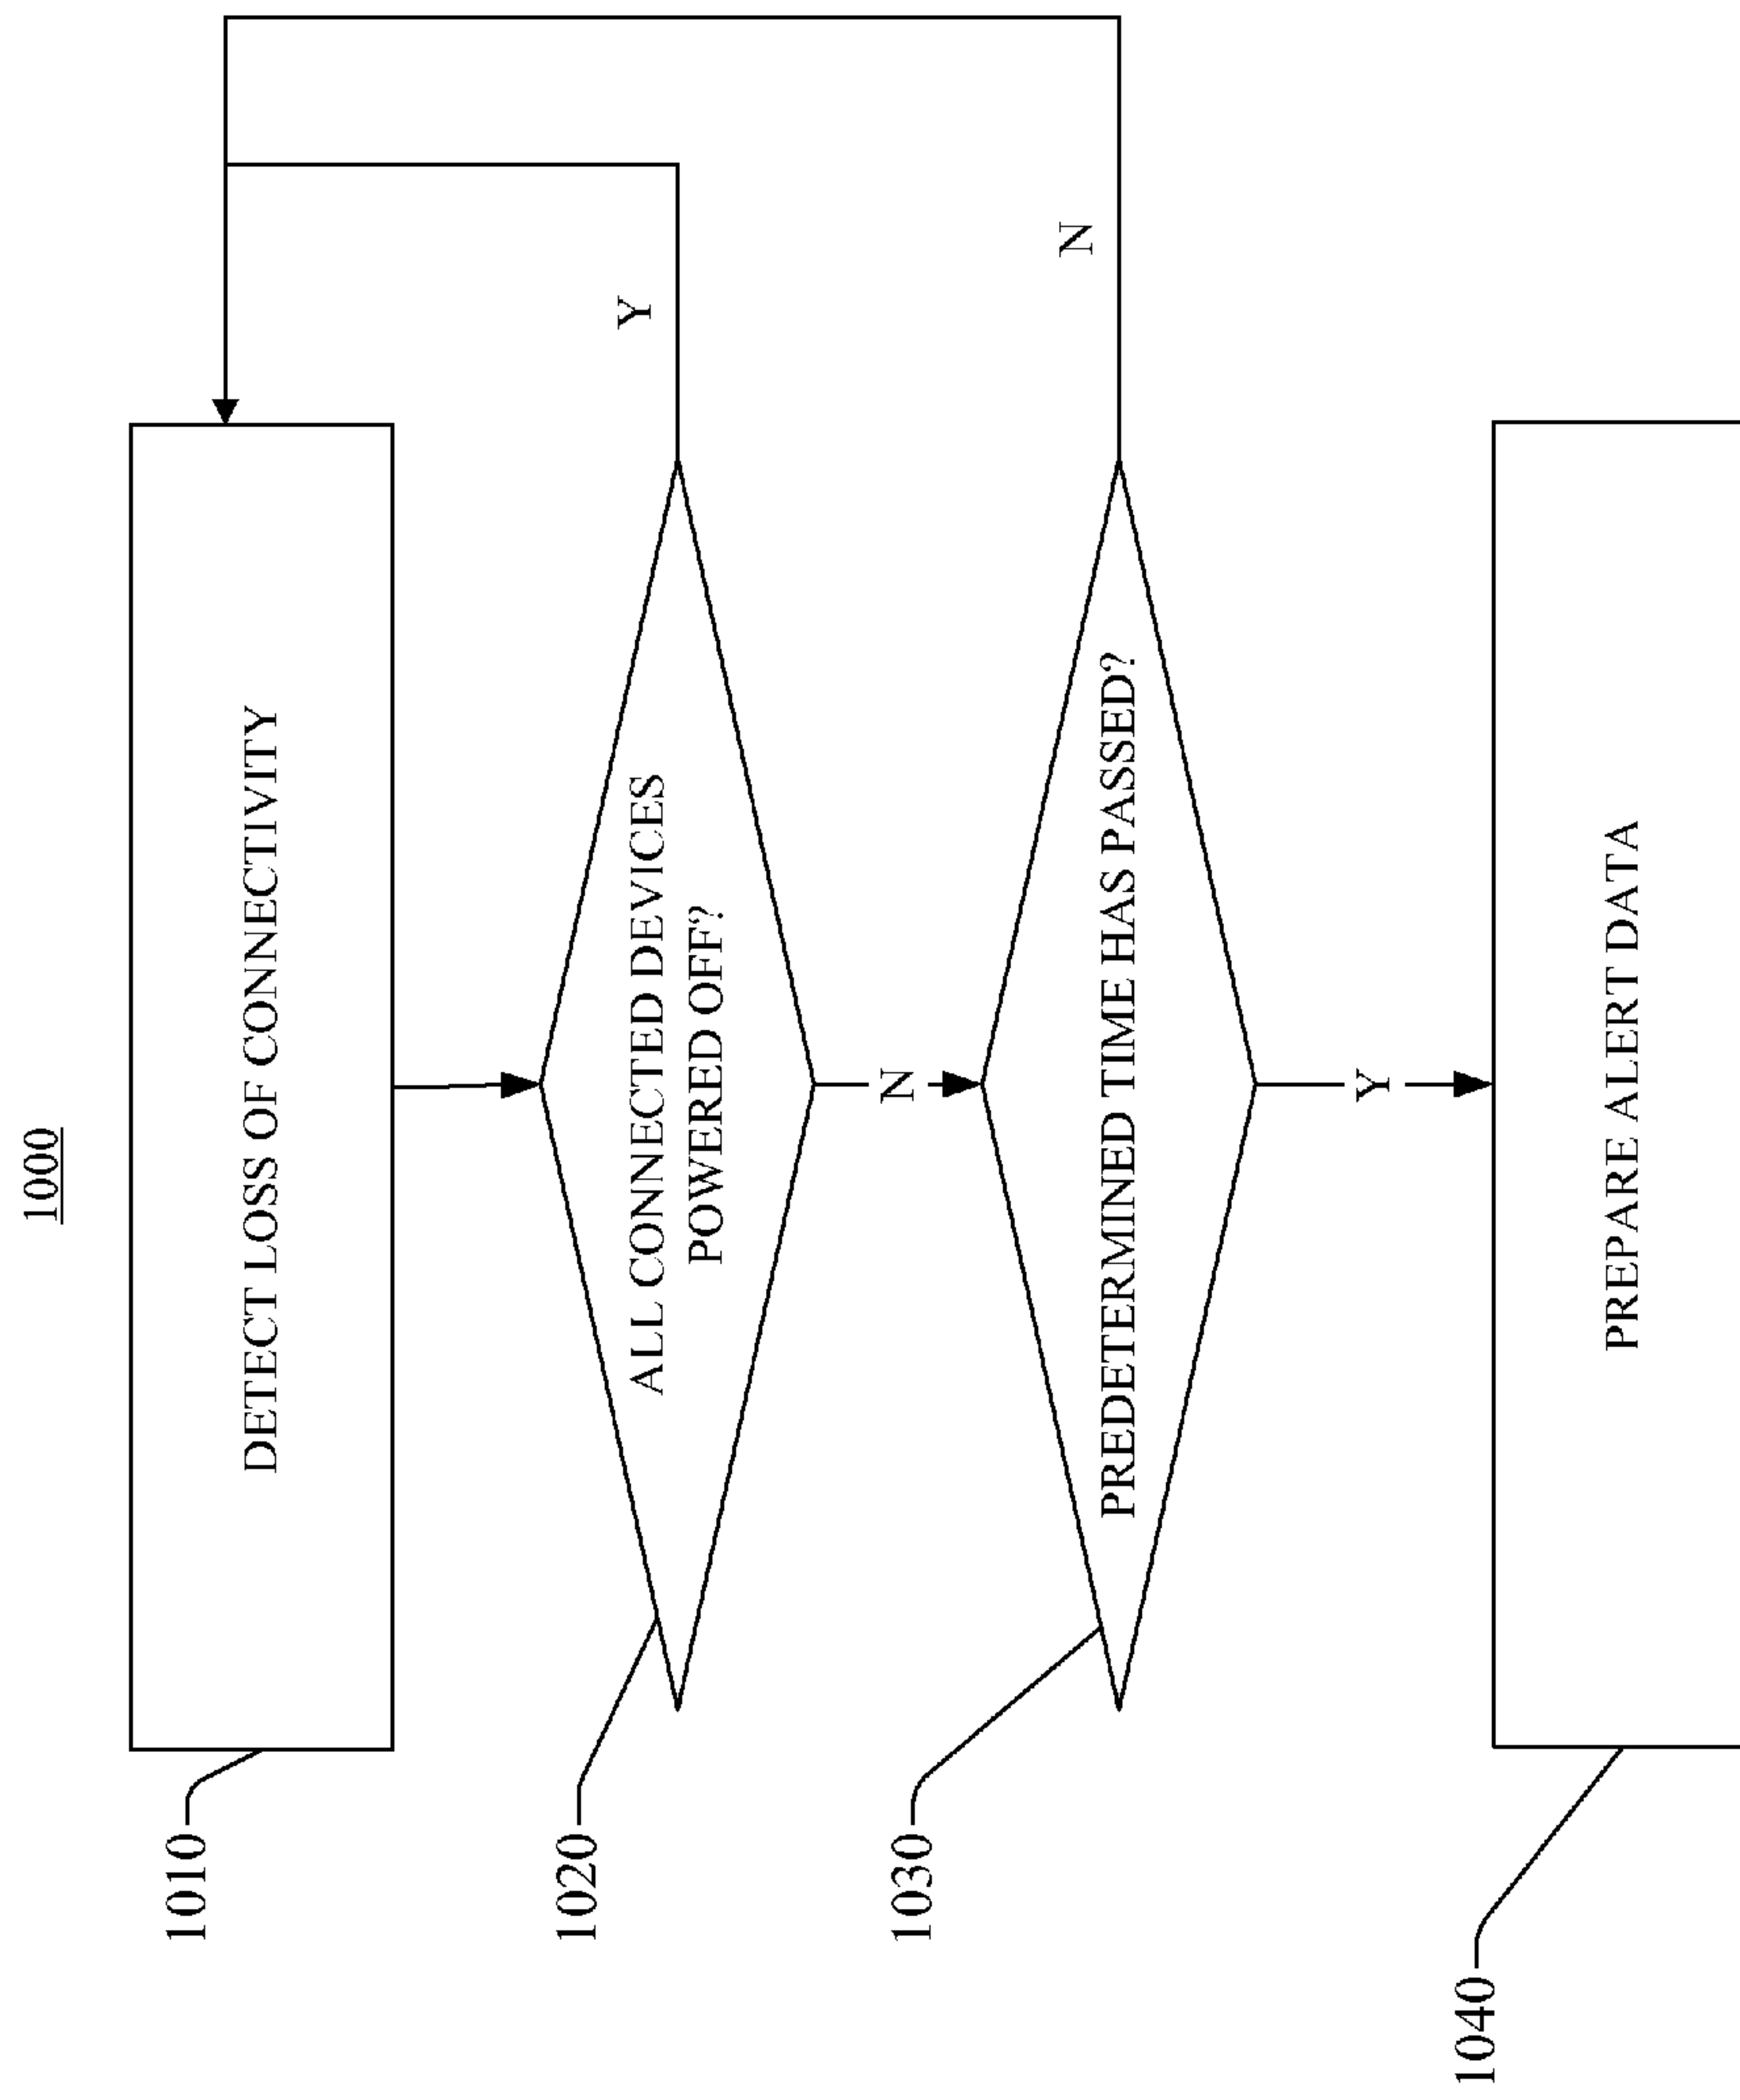 1000
DETECT LOSS OF CONNECTIVITY
1010
Y
ALL CONNECTED DEVICES
POWERED OFF?
1020
N
N
PREDETERMINED TIME HAS PASSED?
1030
Y
PREPARE ALERT DATA
1040